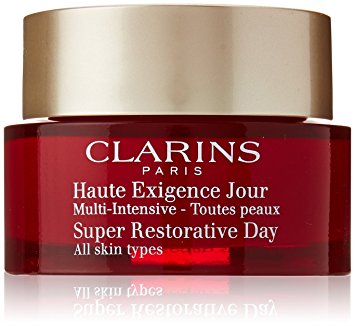 CLARINS
PARIS
Haute Exigence Jour
Multi-Intensive - Toutes peaux
Super Restorative Day
All skin types